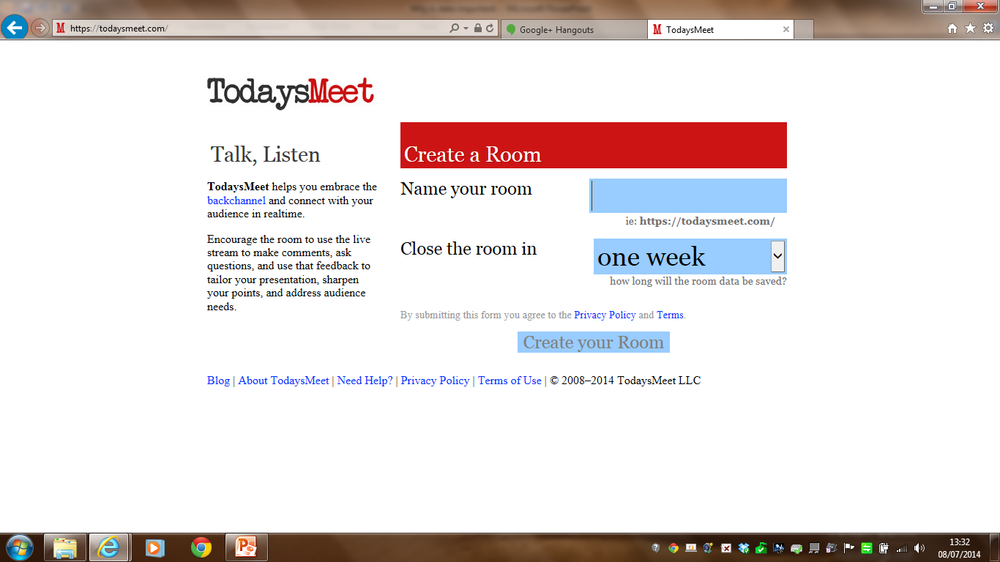 https://todaysmeet.com/
Google+ Hangouts
TodaysMeet
TodaysMeet
Talk, Listen
TodaysMeet helps you embrace the
backchannel and connect with your
audience in realtime.
Encourage the room to use the live
stream to make comments, ask
questions, and use that feedback to
tailor your presentation, sharpen
your points, and address audience
needs.
Create a Room
Name your room
ie: https://todaysmeet.com/
Close the room in
one week
how long will the room data be saved?
By submitting this form you agree to the Privacy Policy and Terms.
Create your Room
Blog | About TodaysMeet | Need Help? | Privacy Policy | Terms of Use | © 2008–2014 TodaysMeet LLC
13:32
08/07/2014